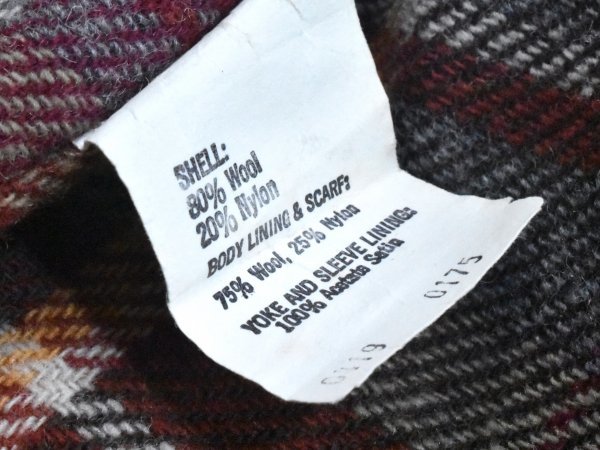 SHELL:
80% Wool
20% Nylon
BODY LINING & SCARF:
75% Wool, 25% Nylon
YOKE AND SLEEVE LINING:
100% Acetate Satin
0119 0175